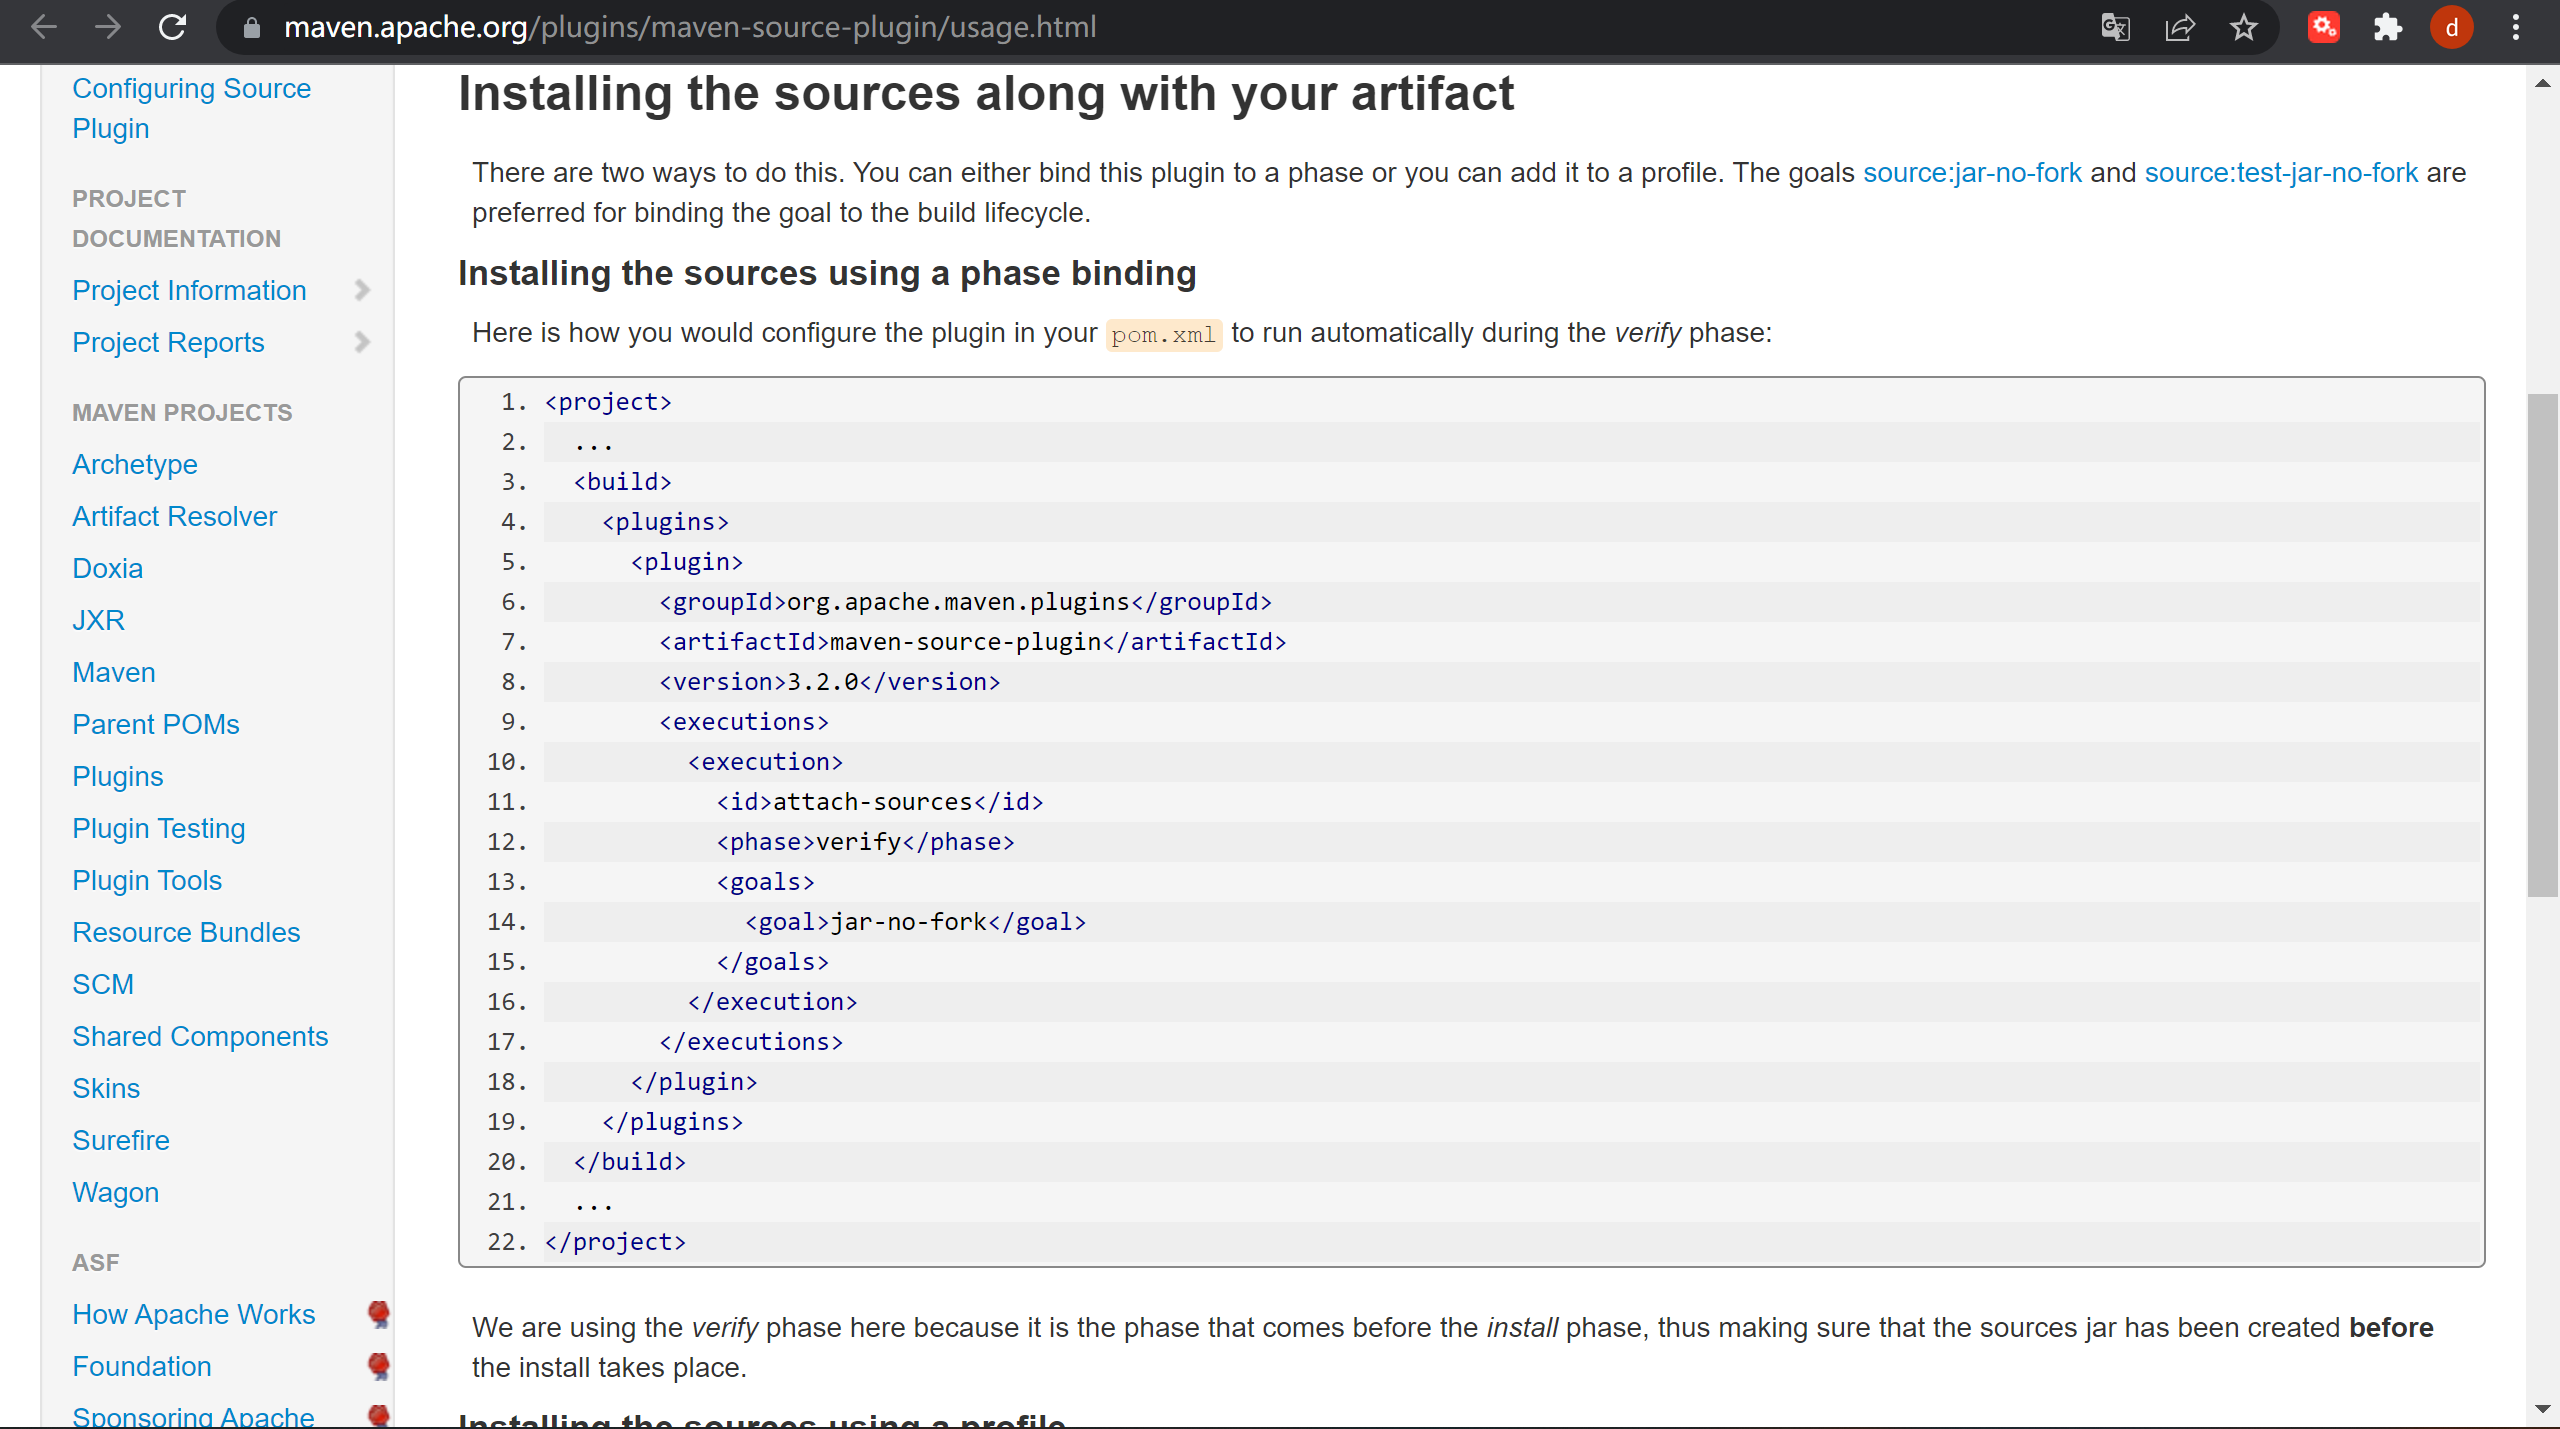 maven.apache.org/plugins/maven-source-plugin/usage.html
d
Configuring Source
Plugin
PROJECT
DOCUMENTATION
Project Information
Project Reports
MAVEN PROJECTS
Archetype
Artifact Resolver
Doxia
JXR
Maven
Parent POMs
Plugins
Plugin Testing
Plugin Tools
Resource Bundles
SCM
Shared Components
Skins
Surefire
Wagon
ASF
How Apache Works
Foundation
Sponsoring Apache
Installing the sources along with your artifact
There are two ways to do this. You can either bind this plugin to a phase or you can add it to a profile. The goals source:jar-no-fork and source:test-jar-no-fork are
preferred for binding the goal to the build lifecycle.
Installing the sources using a phase binding
Here is how you would configure the plugin in your pom.xml to run automatically during the verify phase:
1. <project>
2.   ...
3.   <build>
4.     <plugins>
5.       <plugin>
6.         <groupId>org.apache.maven.plugins</groupId>
7.         <artifactId>maven-source-plugin</artifactId>
8.         <version>3.2.0</version>
9.         <executions>
10.           <execution>
11.             <id>attach-sources</id>
12.             <phase>verify</phase>
13.             <goals>
14.               <goal>jar-no-fork</goal>
15.             </goals>
16.           </execution>
17.         </executions>
18.       </plugin>
19.     </plugins>
20.   </build>
21.   ...
22. </project>
We are using the verify phase here because it is the phase that comes before the install phase, thus making sure that the sources jar has been created before
the install takes place.
Installing the sources using a profile